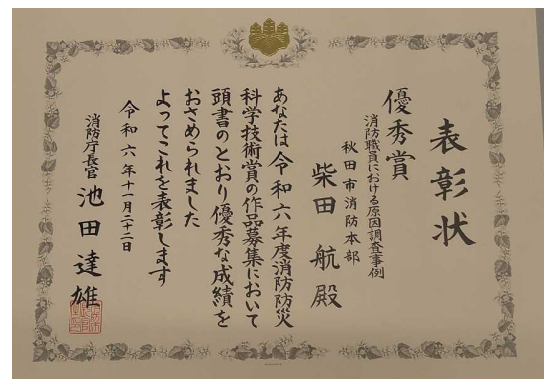 表彰状
優秀賞
消防職員における原因調査事例
秋田市消防本部
柴田 航 殿
あなたは令和六年度消防防災
科学技術賞の作品募集において
頭書のとおり優秀な成績を
おさめられました
よってこれを表彰します
令和六年十一月二十二日
消防庁長官 池田達雄